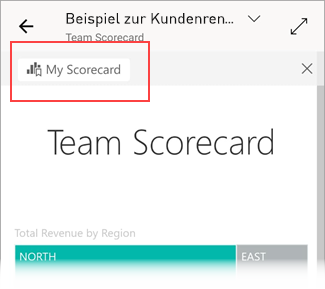 Beispiel zur Kundenren...
Team Scorecard
My Scorecard
Team Scorecard
Total Revenue by Region
NORTH EAST